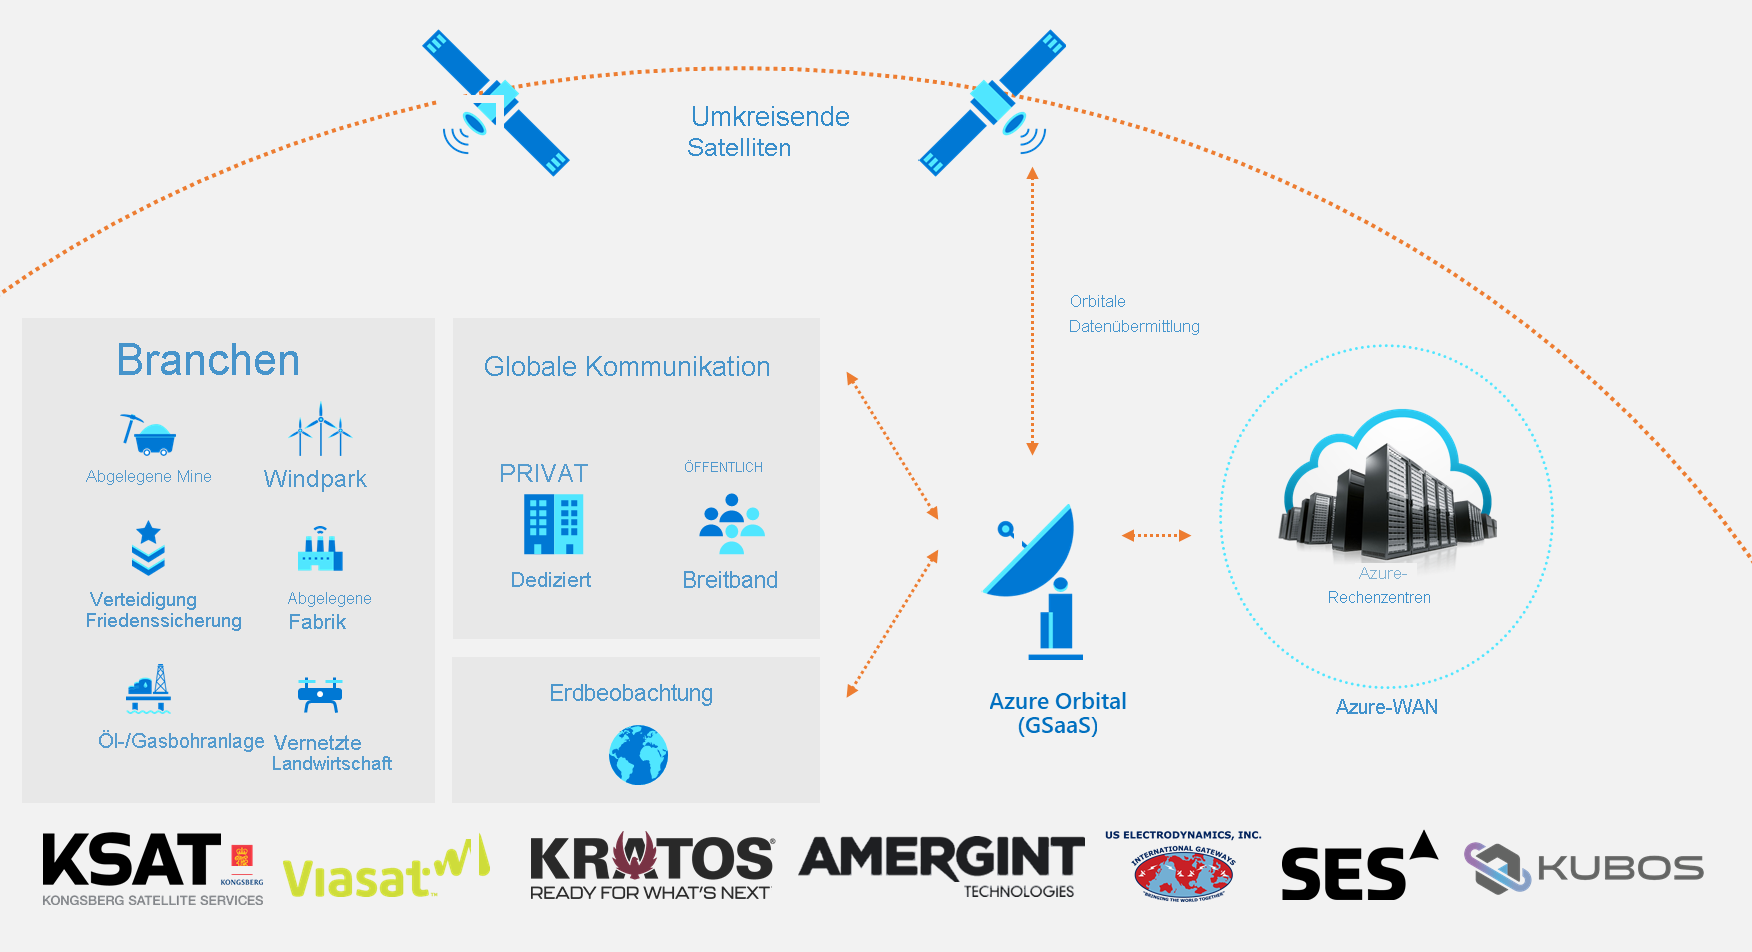 Umkreisende
Satelliten
Orbitale
Datenübermittlung
Branchen
Abgelegene Mine
Windpark
Verteidigung
Friedenssicherung
Abgelegene
Fabrik
Öl-/Gasbohranlage
Vernetzte
Landwirtschaft
Globale Kommunikation
PRIVAT
ÖFFENTLICH
Dediziert
Breitband
Erdbeobachtung
Azure Orbital
(GSaaS)
Azure-
Rechenzentren
Azure-WAN
KSAT
KONGSBERG
KONGSBERG SATELLITE SERVICES
Viasat™
KRATOS®
READY FOR WHAT'S NEXT
AMERGINT
TECHNOLOGIES
US ELECTRODYNAMICS, INC.
INTERNATIONAL GATEWAYS
"BRINGING THE WORLD TOGETHER"
SES
KUBOS